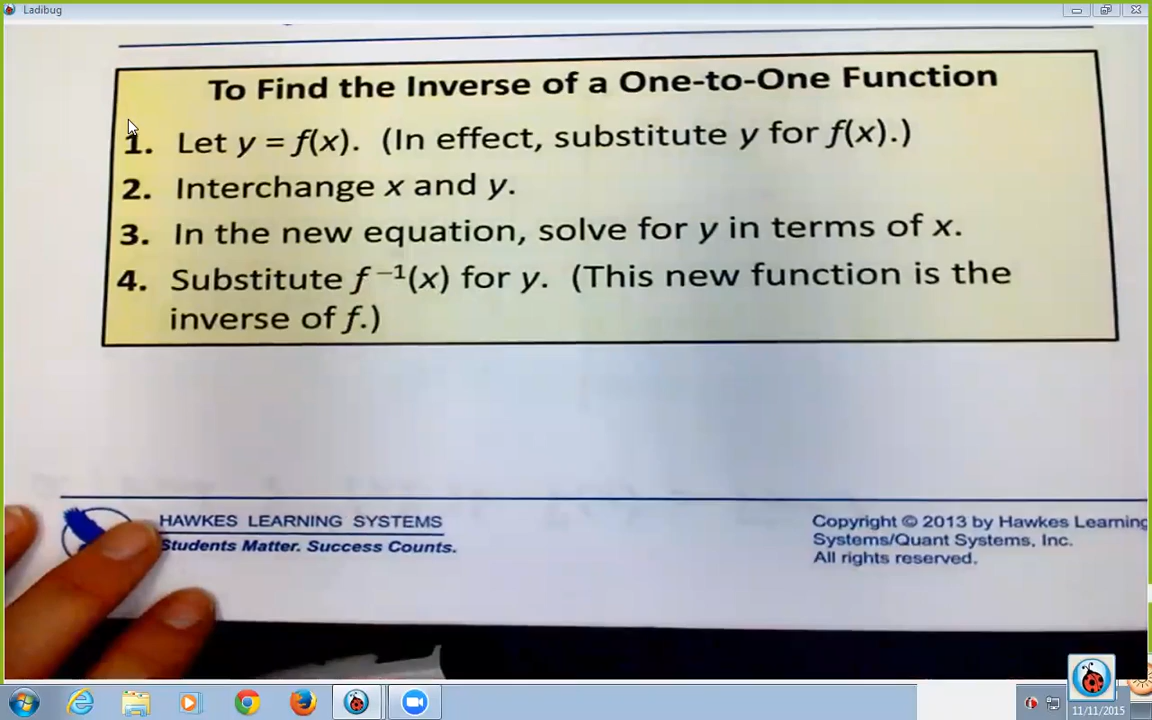 Ladibug
To Find the Inverse of a One-to-One Function
1. Let y = f(x). (In effect, substitute y for f(x).)
2. Interchange x and y.
3. In the new equation, solve for y in terms of x.
4. Substitute f ⁻¹(x) for y. (This new function is the
inverse of f.)
HAWKES LEARNING SYSTEMS
Students Matter. Success Counts.
Copyright © 2013 by Hawkes Learning
Systems/Quant Systems, Inc.
All rights reserved.
11/11/2015